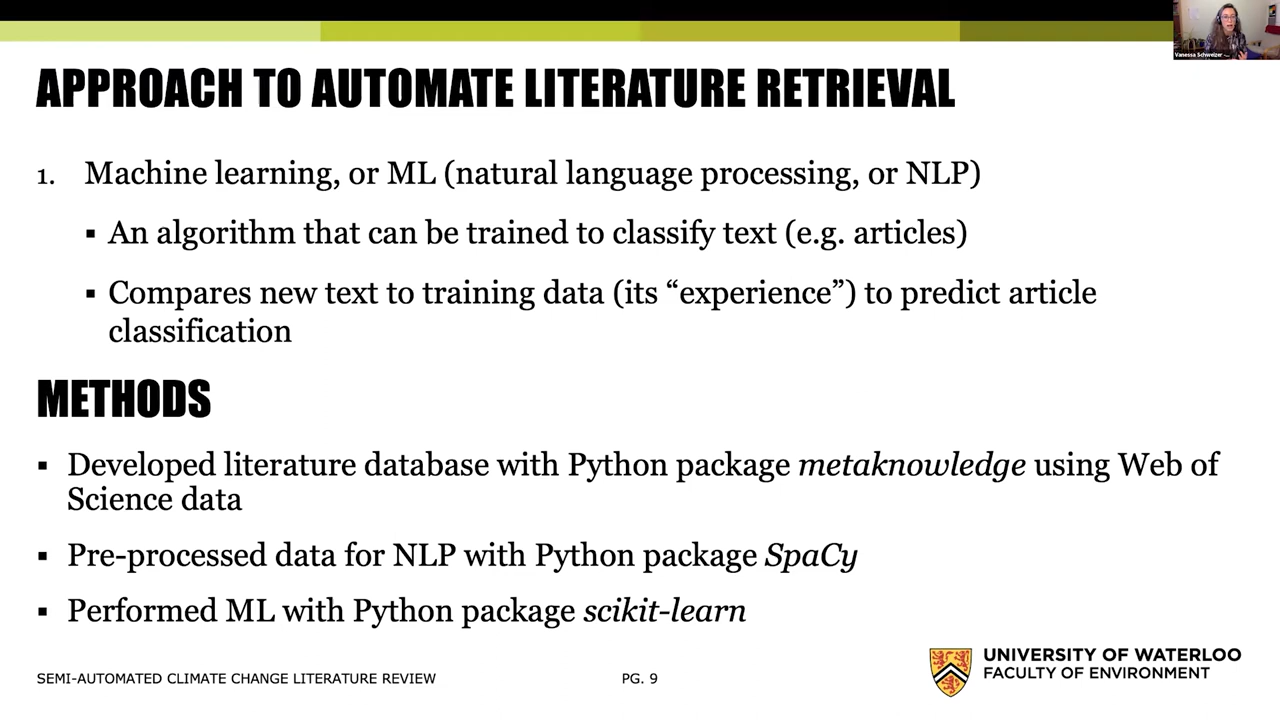 Vanessa Schweizer -...
APPROACH TO AUTOMATE LITERATURE RETRIEVAL
1. Machine learning, or ML (natural language processing, or NLP)
▪ An algorithm that can be trained to classify text (e.g. articles)
▪ Compares new text to training data (its “experience”) to predict article
classification
METHODS
▪ Developed literature database with Python package metaknowledge using Web of
Science data
▪ Pre-processed data for NLP with Python package SpaCy
▪ Performed ML with Python package scikit-learn
SEMI-AUTOMATED CLIMATE CHANGE LITERATURE REVIEW
PG. 9
UNIVERSITY OF WATERLOO
FACULTY OF ENVIRONMENT